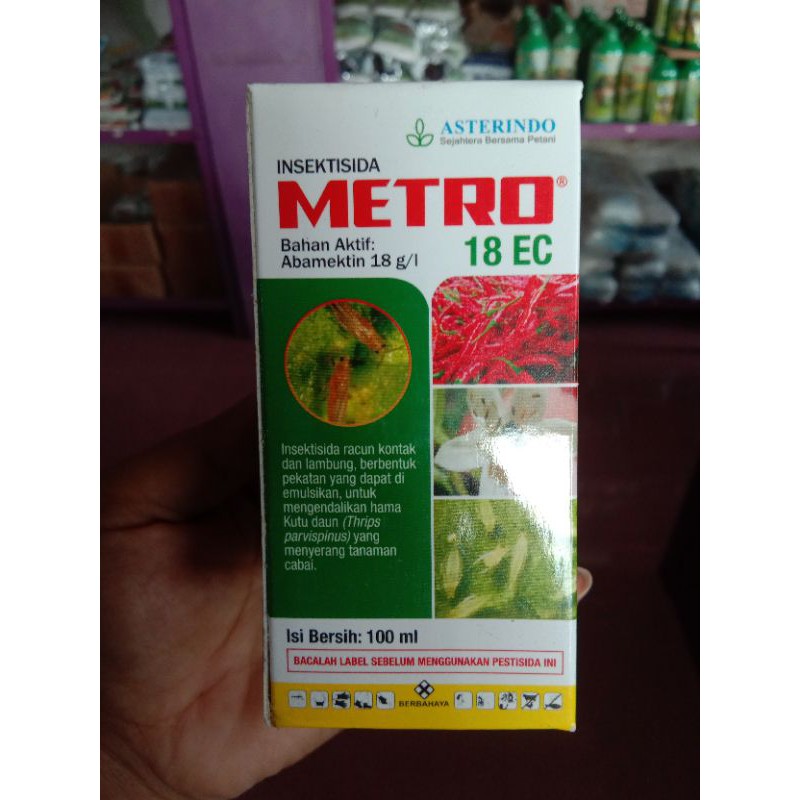 ASTERINDO
Sejahtera Bersama Petani
INSEKTISIDA
METRO®
18 EC
Bahan Aktif:
Abamektin 18 g/l
Insektisida racun kontak
dan lambung, berbentuk
pekatan yang dapat di
emulsikan, untuk
mengendalikan hama
Kutu daun (Thrips
parvispinus) yang
menyerang tanaman
cabai.
Isi Bersih: 100 ml
BACALAH LABEL SEBELUM MENGGUNAKAN PESTISIDA INI
BERBAHAYA